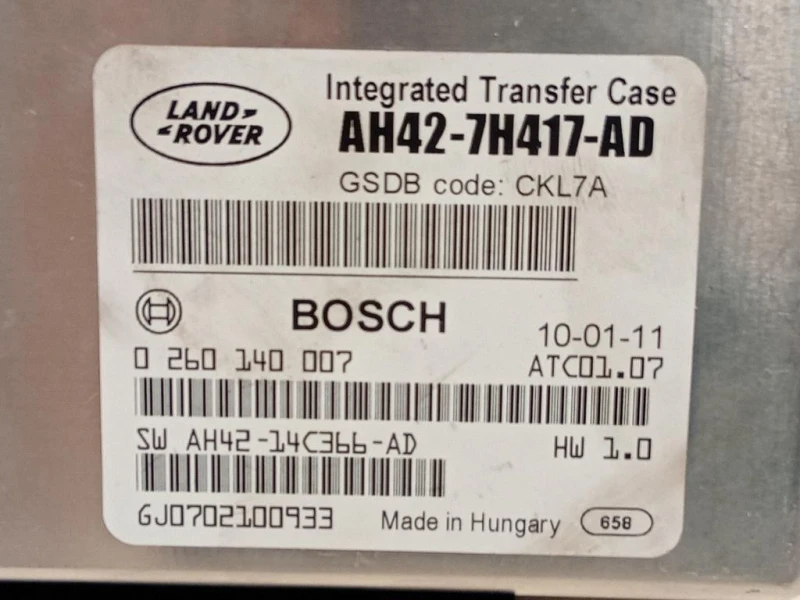 LAND
ROVER
Integrated Transfer Case
AH42-7H417-AD
GSDB code: CKL7A
BOSCH
10-01-11
0 260 140 007
ATC01.07
SW AH42-14C366-AD
HW 1.0
GJ0702100933
Made in Hungary
658